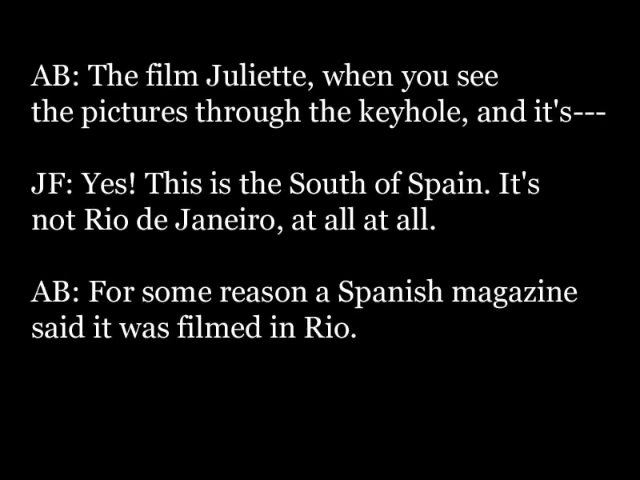 AB: The film Juliette, when you see
the pictures through the keyhole, and it's---
JF: Yes! This is the South of Spain. It's
not Rio de Janeiro, at all at all.
AB: For some reason a Spanish magazine
said it was filmed in Rio.